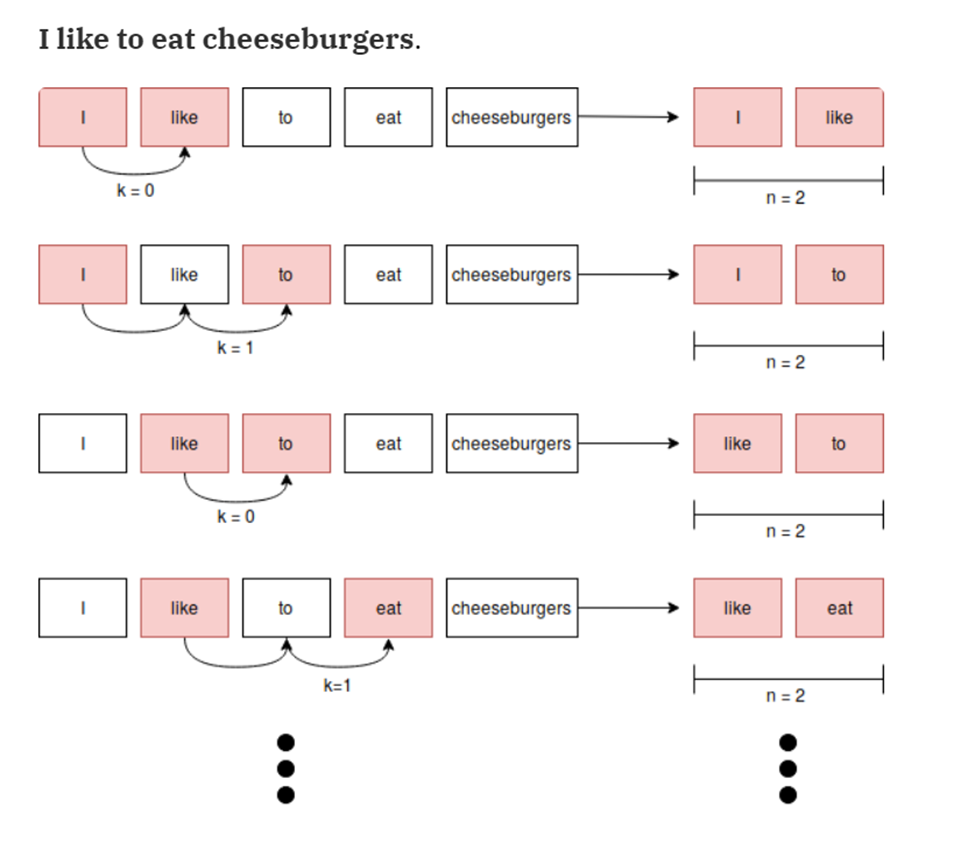 I like to eat cheeseburgers.
I like to eat cheeseburgers I like
k = 0
n = 2
I like to eat cheeseburgers I to
k = 1
n = 2
I like to eat cheeseburgers like to
k = 0
n = 2
I like to eat cheeseburgers like eat
k=1
n = 2